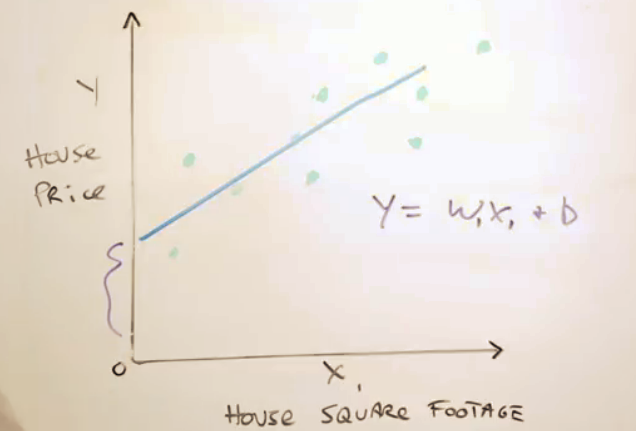 Y
House
Price
Y = W₁X₁ + b
0
X₁
House Square Footage